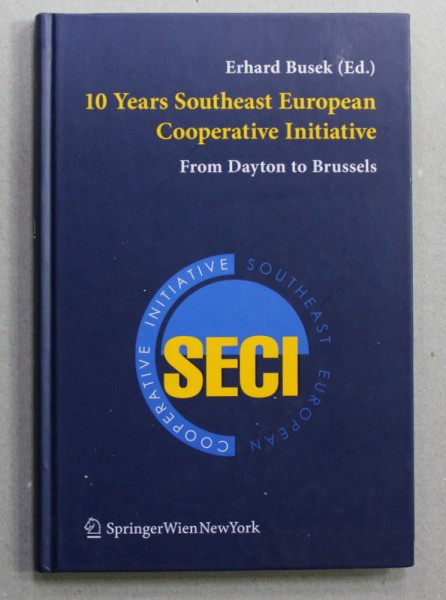 Erhard Busek (Ed.)
10 Years Southeast European
Cooperative Initiative
From Dayton to Brussels
SOUTHEAST EUROPEAN
COOPERATIVE INITIATIVE
SECI
SpringerWienNewYork